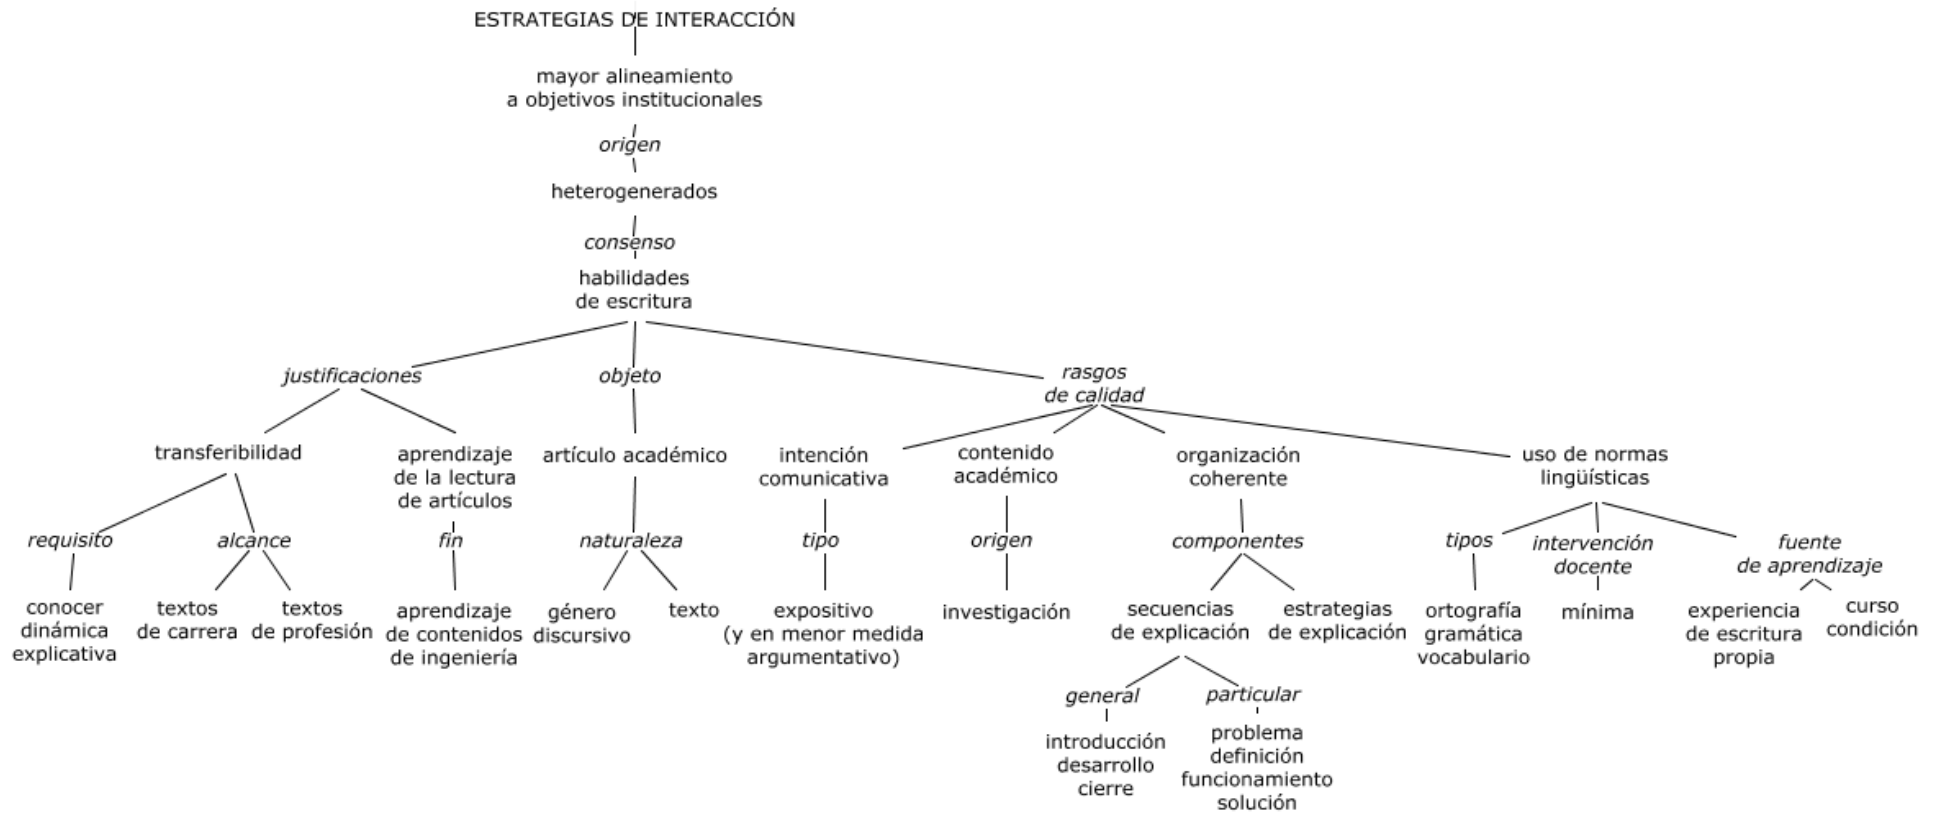 ESTRATEGIAS DE INTERACCIÓN
mayor alineamiento
a objetivos institucionales
origen
heterogenerados
consenso
habilidades
de escritura
justificaciones
objeto
rasgos
de calidad
transferibilidad
aprendizaje
de la lectura
de artículos
artículo académico
intención
comunicativa
contenido
académico
organización
coherente
uso de normas
lingüísticas
requisito
alcance
fin
naturaleza
tipo
origen
componentes
tipos
intervención
docente
fuente
de aprendizaje
conocer
dinámica
explicativa
textos
de carrera
textos
de profesión
aprendizaje
de contenidos
de ingeniería
género
discursivo
texto
expositivo
(y en menor medida
argumentativo)
investigación
secuencias
de explicación
estrategias
de explicación
ortografía
gramática
vocabulario
mínima
experiencia
de escritura
propia
curso
condición
general
particular
introducción
desarrollo
cierre
problema
definición
funcionamiento
solución